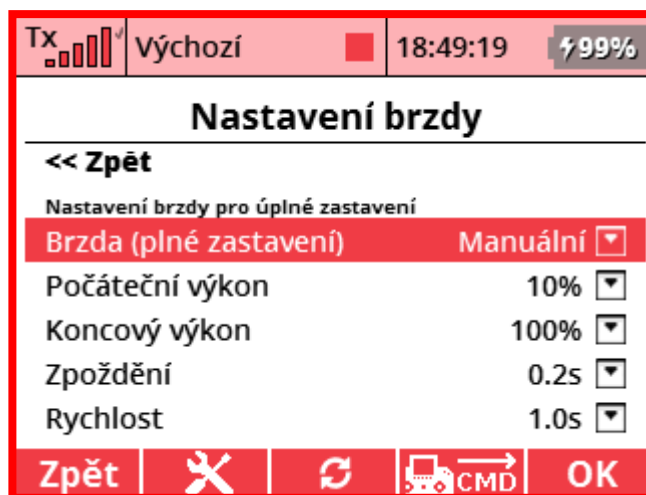 Tx Výchozí 18:49:19 99%
Nastavení brzdy
<< Zpět
Nastavení brzdy pro úplné zastavení
Brzda (plné zastavení) Manuální
Počáteční výkon 10%
Koncový výkon 100%
Zpoždění 0.2s
Rychlost 1.0s
Zpět CMD OK